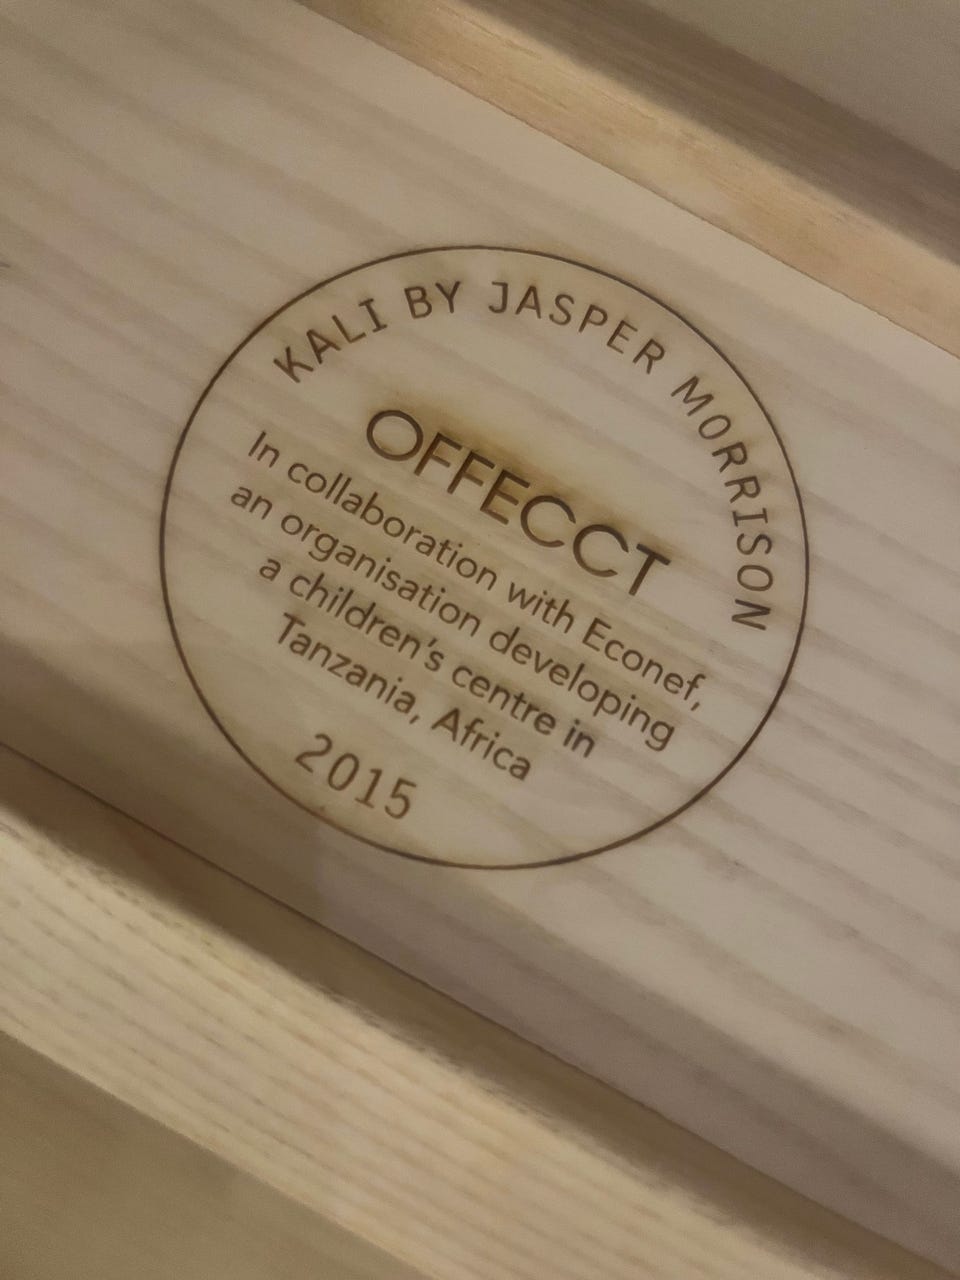 KALI BY JASPER MORRISON
OFFECCT
In collaboration with Econef,
an organisation developing
a children's centre in
Tanzania, Africa
2015